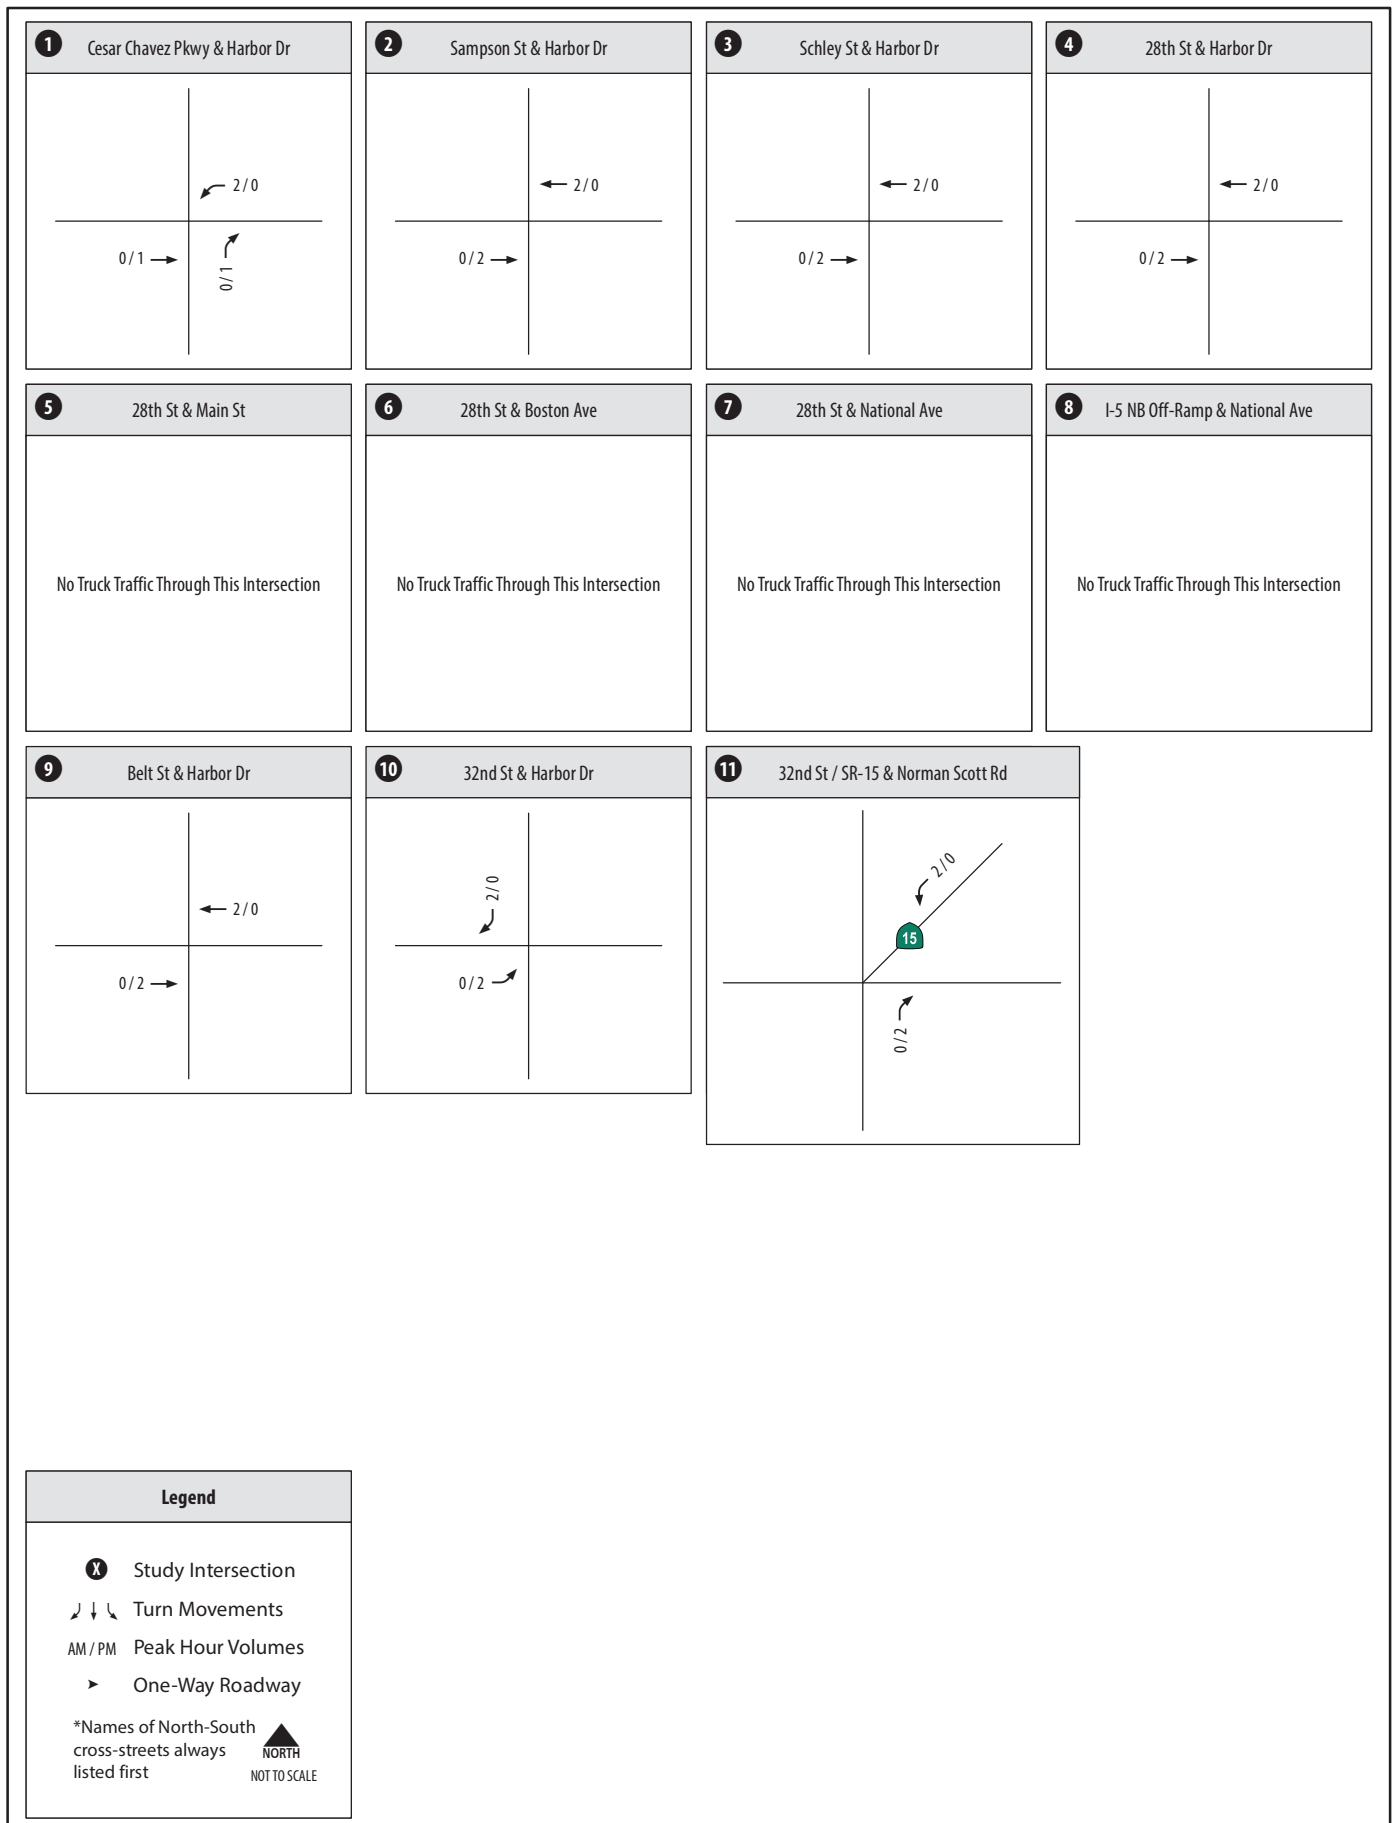 1 Cesar Chavez Pkwy & Harbor Dr
2/0
0/1
0/1
2 Sampson St & Harbor Dr
2/0
0/2
3 Schley St & Harbor Dr
2/0
0/2
4 28th St & Harbor Dr
2/0
0/2
5 28th St & Main St
No Truck Traffic Through This Intersection
6 28th St & Boston Ave
No Truck Traffic Through This Intersection
7 28th St & National Ave
No Truck Traffic Through This Intersection
8 I-5 NB Off-Ramp & National Ave
No Truck Traffic Through This Intersection
9 Belt St & Harbor Dr
2/0
0/2
10 32nd St & Harbor Dr
2/0
0/2
11 32nd St / SR-15 & Norman Scott Rd
2/0
15
0/2
Legend
X Study Intersection
Turn Movements
AM / PM Peak Hour Volumes
One-Way Roadway
*Names of North-South
cross-streets always
listed first
NORTH
NOT TO SCALE